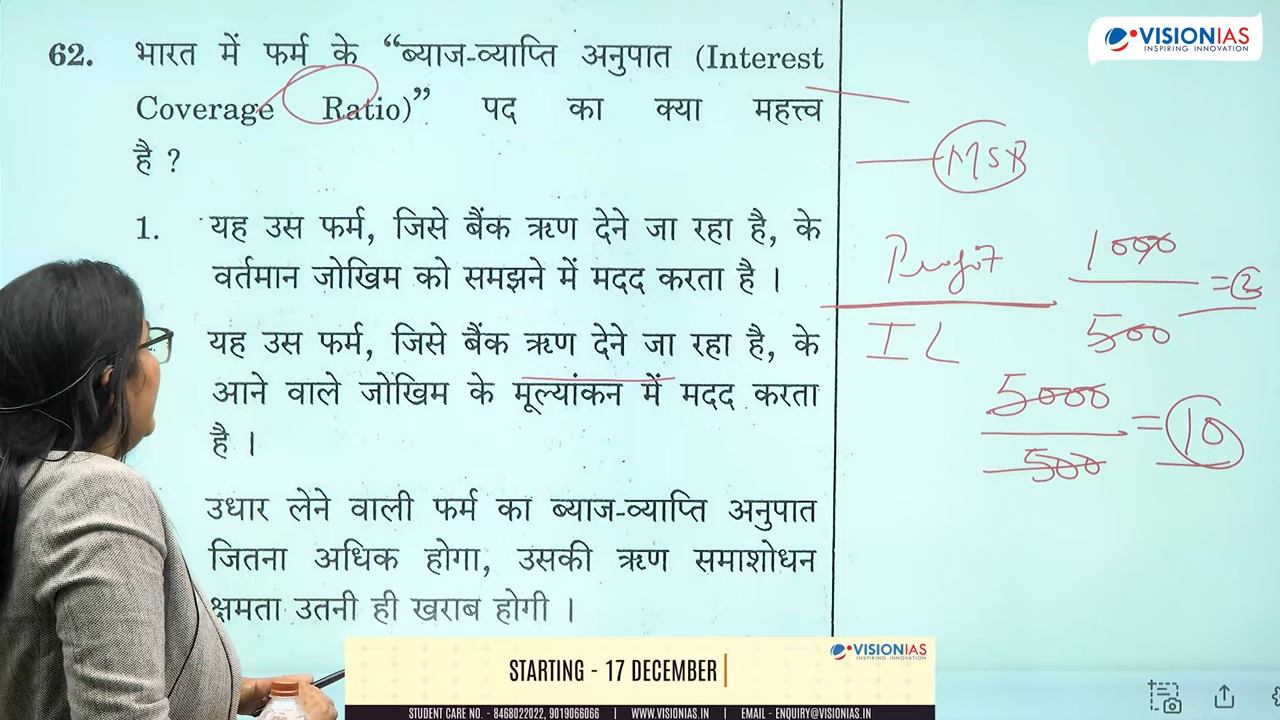 VISIONIAS
INSPIRING INNOVATION
62. भारत में फर्म के “ब्याज-व्याप्ति अनुपात (Interest
Coverage Ratio)” पद का क्या महत्त्व
है ?
1. यह उस फर्म, जिसे बैंक ऋण देने जा रहा है, के
वर्तमान जोखिम को समझने में मदद करता है ।
यह उस फर्म, जिसे बैंक ऋण देने जा रहा है, के
आने वाले जोखिम के मूल्यांकन में मदद करता
है ।
उधार लेने वाली फर्म का ब्याज-व्याप्ति अनुपात
जितना अधिक होगा, उसकी ऋण समाशोधन
क्षमता उतनी ही खराब होगी ।
Profit
1000
500
5000
500
= 10
VISIONIAS
INSPIRING INNOVATION
STARTING - 17 DECEMBER
STUDENT CARE NO. - 8468022022, 9019066066 | WWW.VISIONIAS.IN | EMAIL - ENQUIRY@VISIONIAS.IN